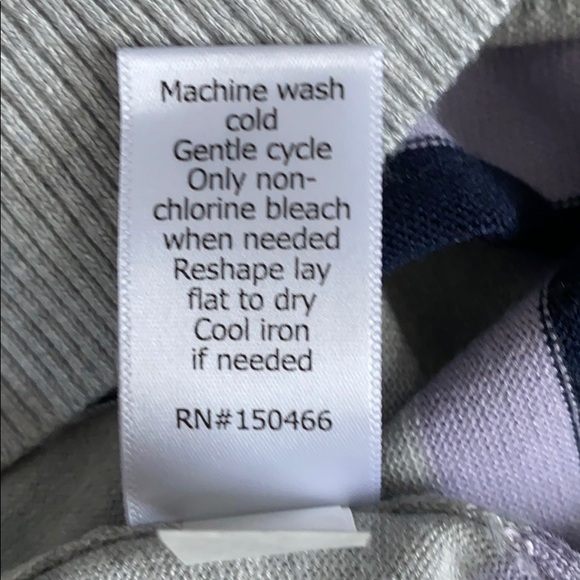 Machine wash
cold
Gentle cycle
Only non-
chlorine bleach
when needed
Reshape lay
flat to dry
Cool iron
if needed
RN#150466